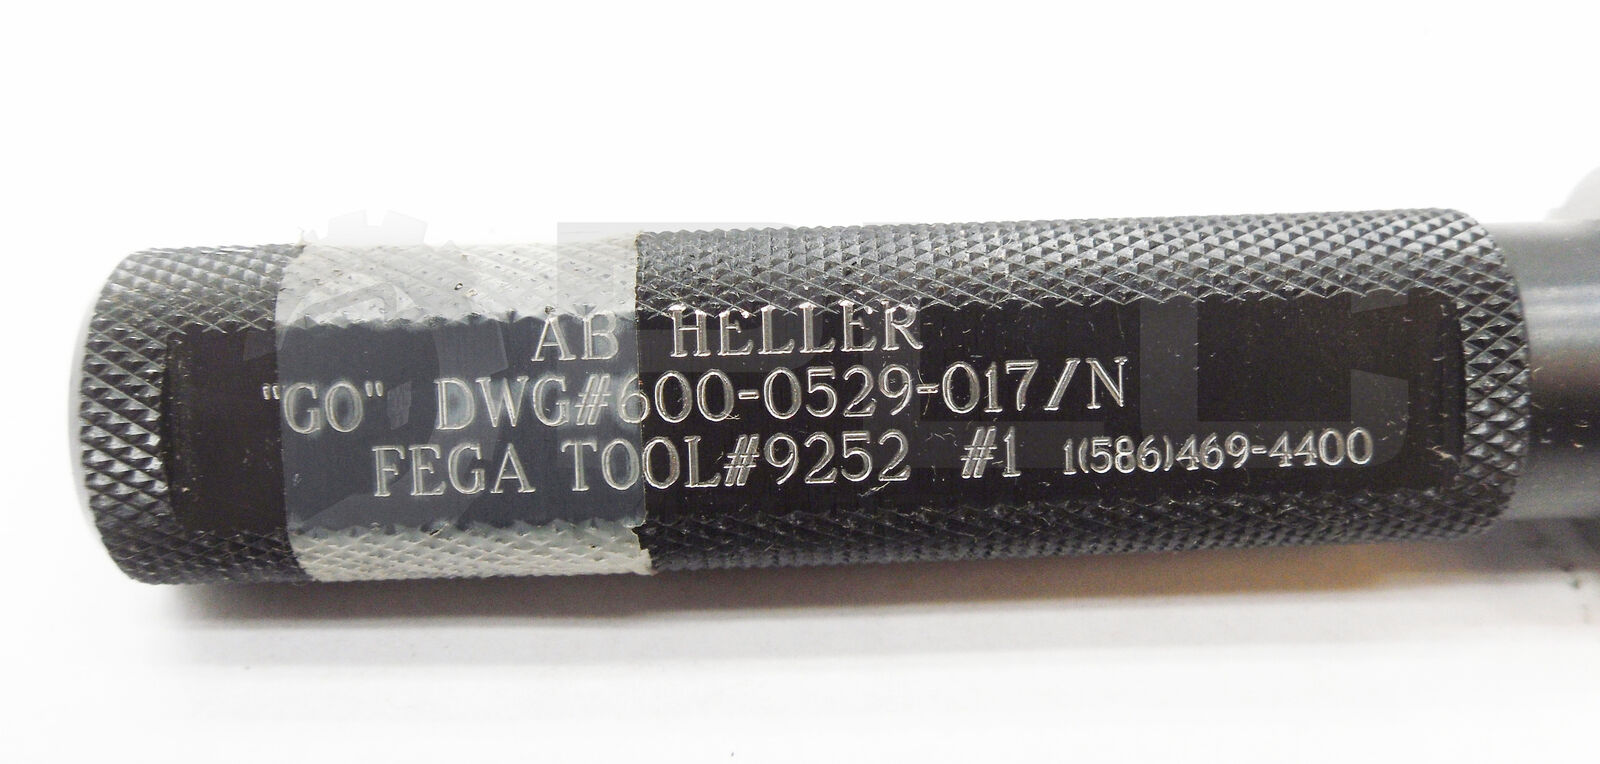 AB HELLER
"GO" DWG#600-0529-017/N
FEGA TOOL#9252 #1 1(586)469-4400